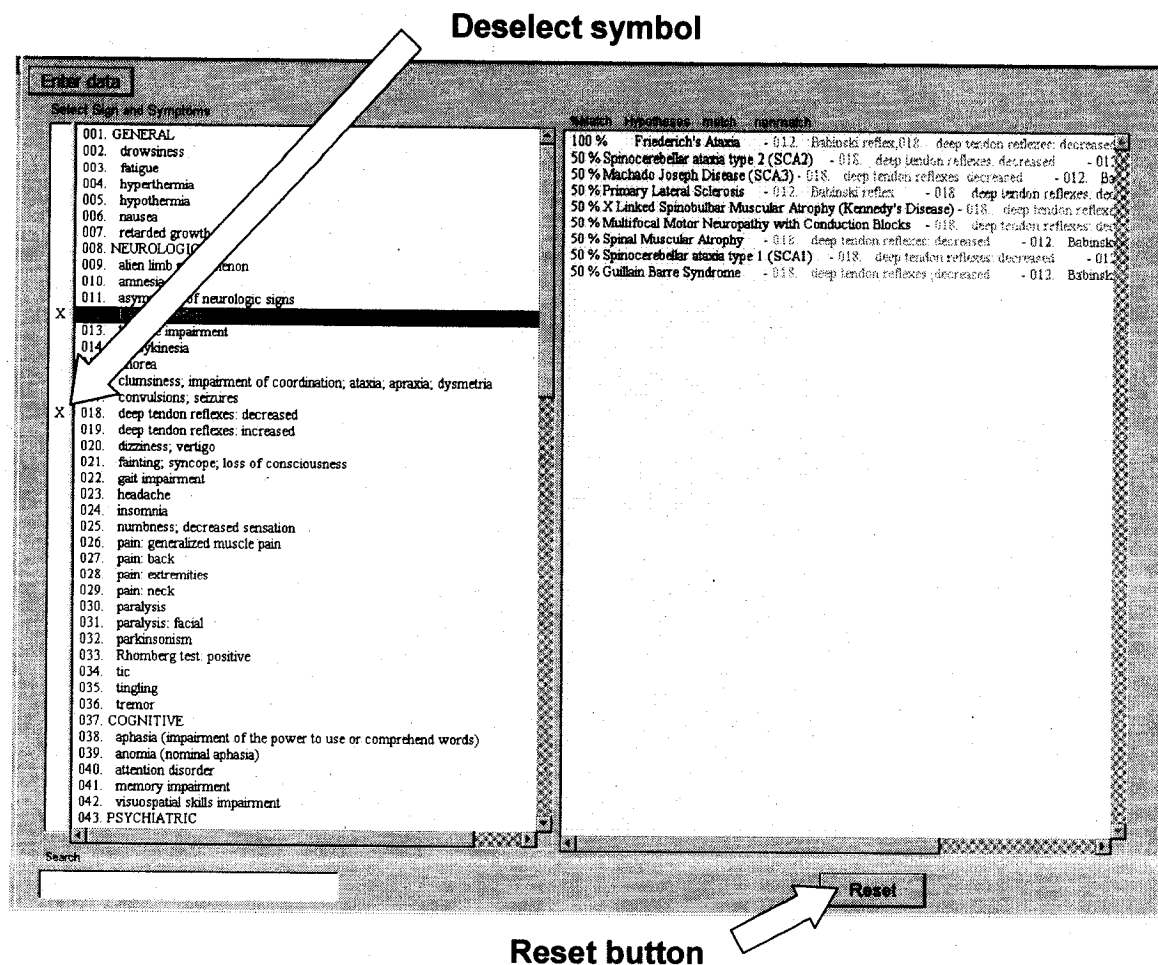 Deselect symbol
Enter data
Select Sign and Symptoms
001. GENERAL
002. drowsiness
003. fatigue
004. hyperthermia
005. hypothermia
006. nausea
007. retarded growth
008. NEUROLOGIC
009. alien limb
010. amnesia
011. of neurologic signs
X
013. impairment
014.
clumsiness; impairment of coordination; ataxia; apraxia; dysmetria
convulsions; seizures
X 018. deep tendon reflexes: decreased
019. deep tendon reflexes: increased
020. dizziness; vertigo
021. fainting; syncope; loss of consciousness
022. gait impairment
023. headache
024. insomnia
025. numbness; decreased sensation
026. pain: generalized muscle pain
027. pain: back
028. pain: extremities
029. pain: neck
030. paralysis
031. paralysis: facial
032. parkinsonism
033. Rhomberg test: positive
034. tic
035. tingling
036. tremor
037. COGNITIVE
038. aphasia (impairment of the power to use or comprehend words)
039. anomia (nominal aphasia)
040. attention disorder
041. memory impairment
042. visuospatial skills impairment
043. PSYCHIATRIC
Search
%Match Hypotheses match nonmatch
100 % Friederich's Ataxia - 012. Babinski reflex,018. deep tendon reflexes: decreased
50 % Spinocerebellar ataxia type 2 (SCA2) - 018. deep tendon reflexes: decreased - 012
50 % Machado Joseph Disease (SCA3) - 018. deep tendon reflexes: decreased - 012. Ba
50 % Primary Lateral Sclerosis - 012. Babinski reflex - 018. deep tendon reflexes: dec
50 % X Linked Spinobulbar Muscular Atrophy (Kennedy's Disease) - 018. deep tendon reflexe
50 % Multifocal Motor Neuropathy with Conduction Blocks - 018. deep tendon reflexes: dec
50 % Spinal Muscular Atrophy - 018. deep tendon reflexes: decreased - 012. Babinsk
50 % Spinocerebellar ataxia type 1 (SCA1) - 018. deep tendon reflexes: decreased - 012
50 % Guillain Barre Syndrome - 018. deep tendon reflexes: decreased - 012. Babinsk
Reset
Reset button